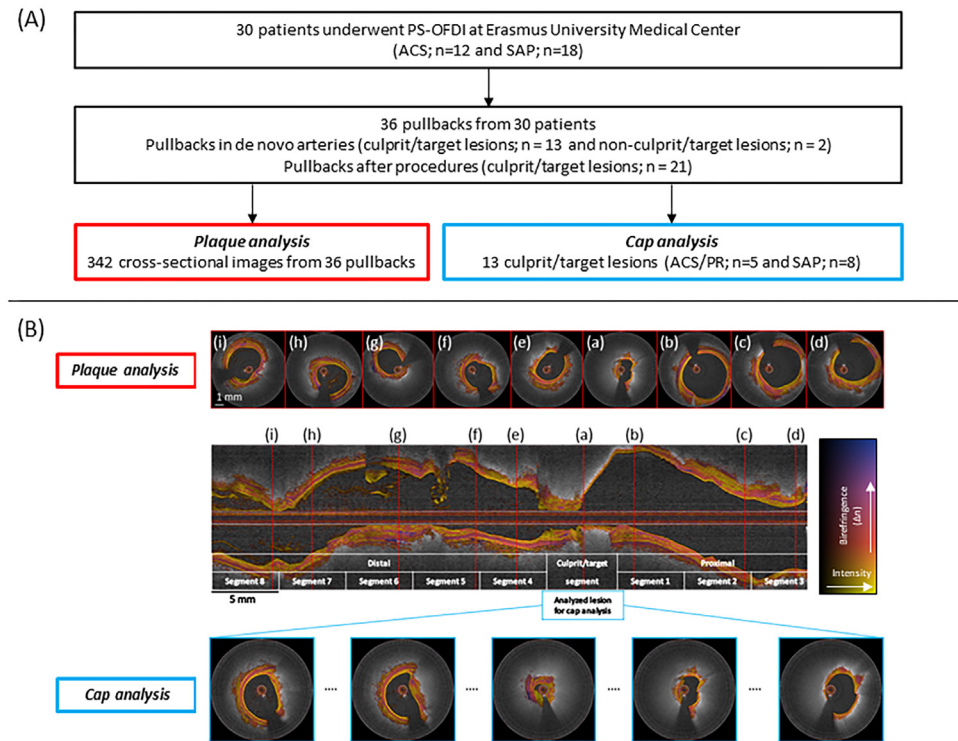 (A)
30 patients underwent PS-OFDI at Erasmus University Medical Center
(ACS; n=12 and SAP; n=18)
36 pullbacks from 30 patients
Pullbacks in de novo arteries (culprit/target lesions; n = 13 and non-culprit/target lesions; n = 2)
Pullbacks after procedures (culprit/target lesions; n = 21)
Plaque analysis
342 cross-sectional images from 36 pullbacks
Cap analysis
13 culprit/target lesions (ACS/PR; n=5 and SAP; n=8)
(B)
Plaque analysis
(i) (h) (g) (f) (e) (a) (b) (c) (d)
1 mm
(i) (h) (g) (f) (e) (a) (b) (c) (d)
Birefringence
(Δn)
Intensity
Distal Culprit/target segment Proximal
Segment 8 Segment 7 Segment 6 Segment 5 Segment 4 Segment 1 Segment 2 Segment 3
5 mm
Analyzed lesion
for cap analysis
Cap analysis
.... .... .... ....